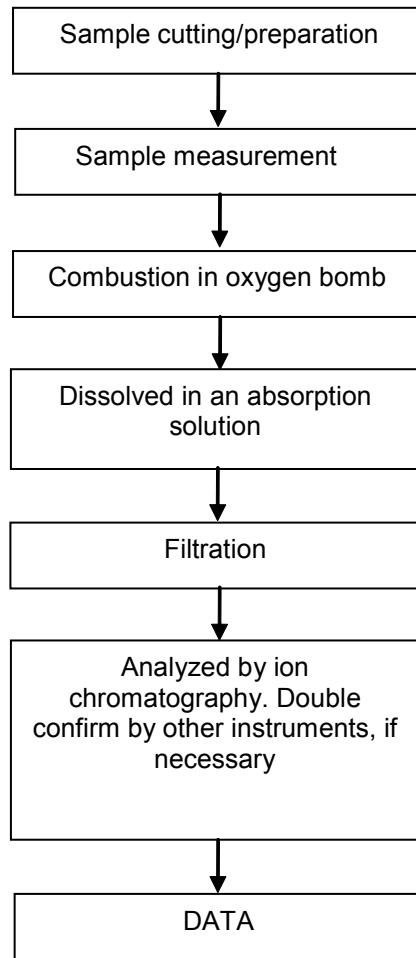 Sample cutting/preparation
Sample measurement
Combustion in oxygen bomb
Dissolved in an absorption
solution
Filtration
Analyzed by ion
chromatography. Double
confirm by other instruments, if
necessary
DATA